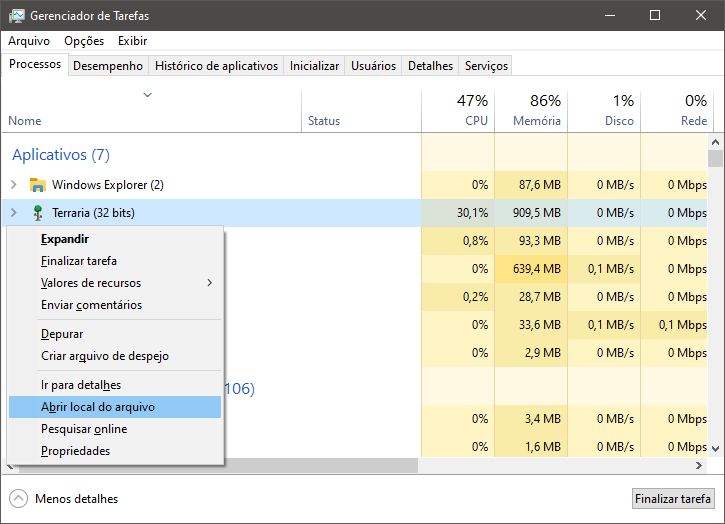 Gerenciador de Tarefas
Arquivo Opções Exibir
Processos Desempenho Histórico de aplicativos Inicializar Usuários Detalhes Serviços
47% 86% 1% 0%
Nome Status CPU Memória Disco Rede
Aplicativos (7)
Windows Explorer (2) 0% 87,6 MB 0 MB/s 0 Mbps
Terraria (32 bits) 30,1% 909,5 MB 0 MB/s 0 Mbps
Expandir 0,8% 93,3 MB 0 MB/s 0 Mbps
Finalizar tarefa 0% 639,4 MB 0,1 MB/s 0 Mbps
Valores de recursos
Enviar comentários 0,2% 28,7 MB 0 MB/s 0 Mbps
Depurar 0% 33,6 MB 0,1 MB/s 0,1 Mbps
Criar arquivo de despejo 0% 2,9 MB 0 MB/s 0 Mbps
Ir para detalhes 106)
Abrir local do arquivo
Pesquisar online 0% 3,4 MB 0 MB/s 0 Mbps
Propriedades 0% 1,6 MB 0 MB/s 0 Mbps
Menos detalhes Finalizar tarefa